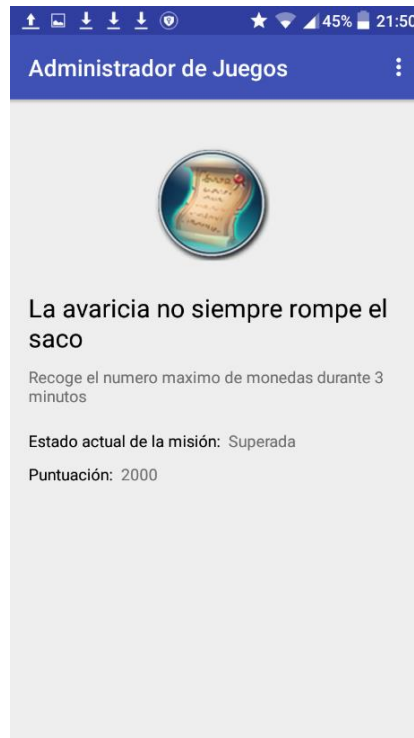 45% 21:50
Administrador de Juegos
La avaricia no siempre rompe el
saco
Recoge el numero maximo de monedas durante 3
minutos
Estado actual de la misión: Superada
Puntuación: 2000